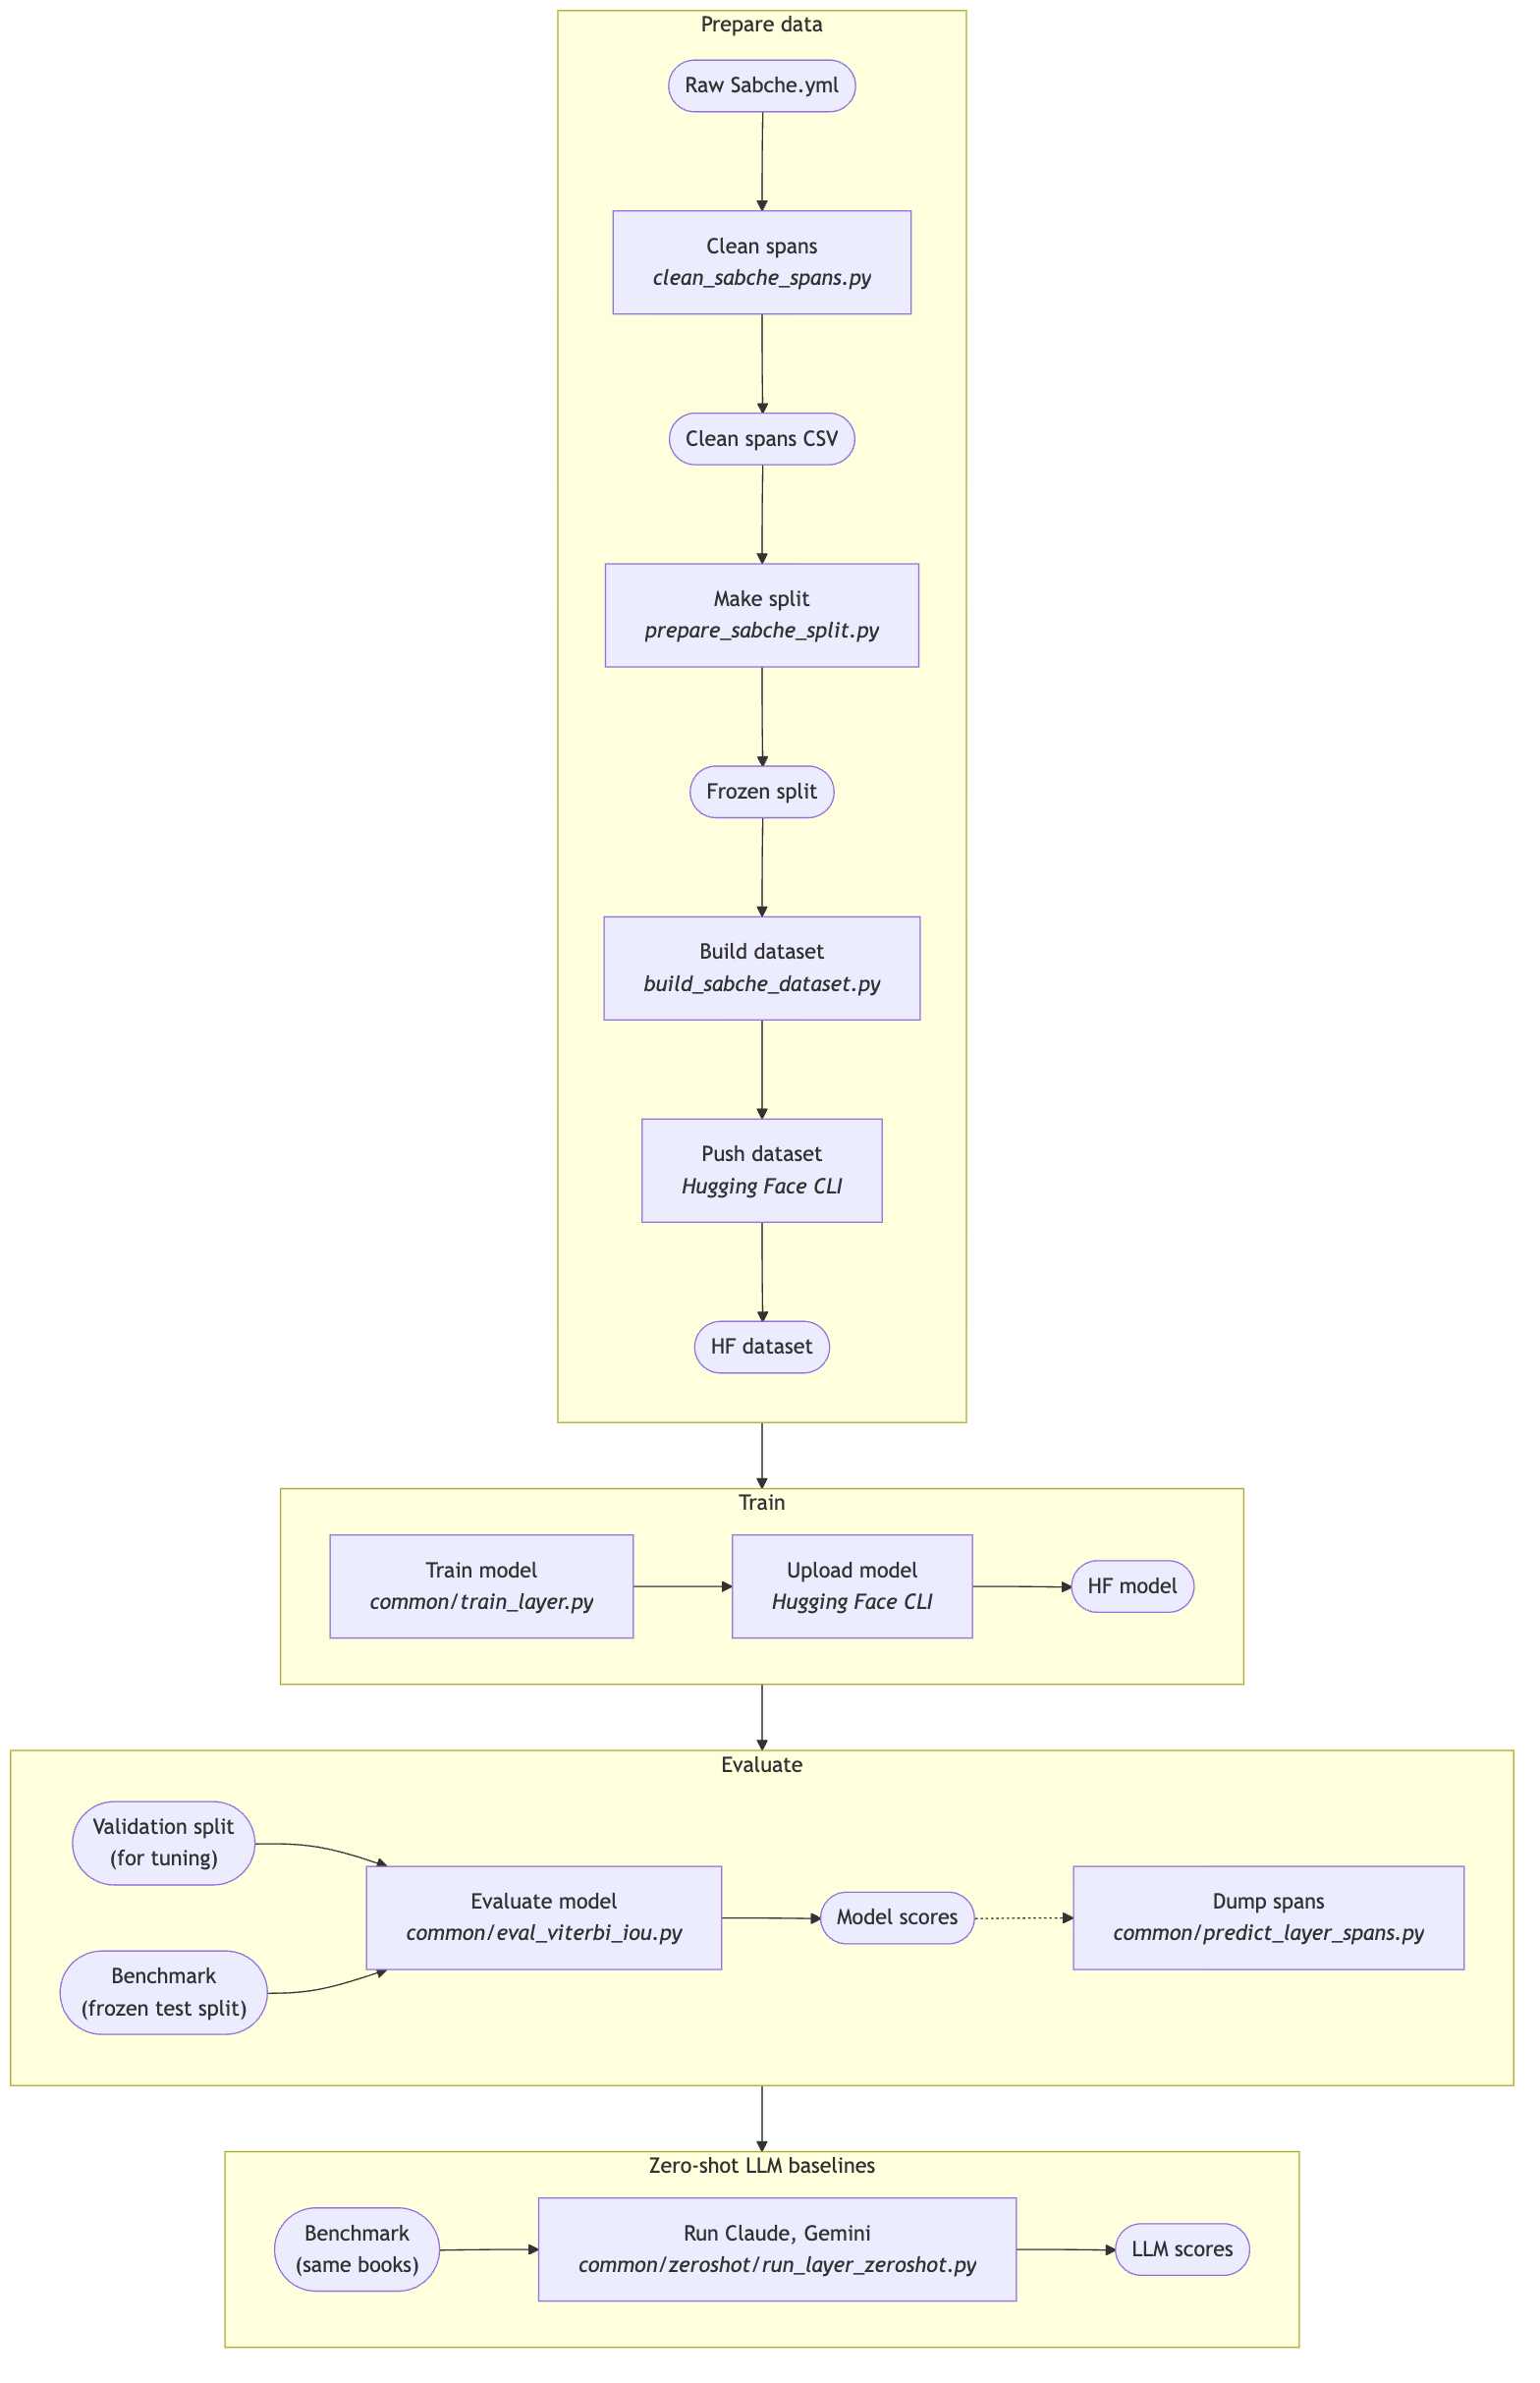 Prepare data
Raw Sabche.yml
Clean spans
clean_sabche_spans.py
Clean spans CSV
Make split
prepare_sabche_split.py
Frozen split
Build dataset
build_sabche_dataset.py
Push dataset
Hugging Face CLI
HF dataset
Train
Train model
common/train_layer.py
Upload model
Hugging Face CLI
HF model
Evaluate
Validation split
(for tuning)
Benchmark
(frozen test split)
Evaluate model
common/eval_viterbi_iou.py
Model scores
Dump spans
common/predict_layer_spans.py
Zero-shot LLM baselines
Benchmark
(same books)
Run Claude, Gemini
common/zeroshot/run_layer_zeroshot.py
LLM scores